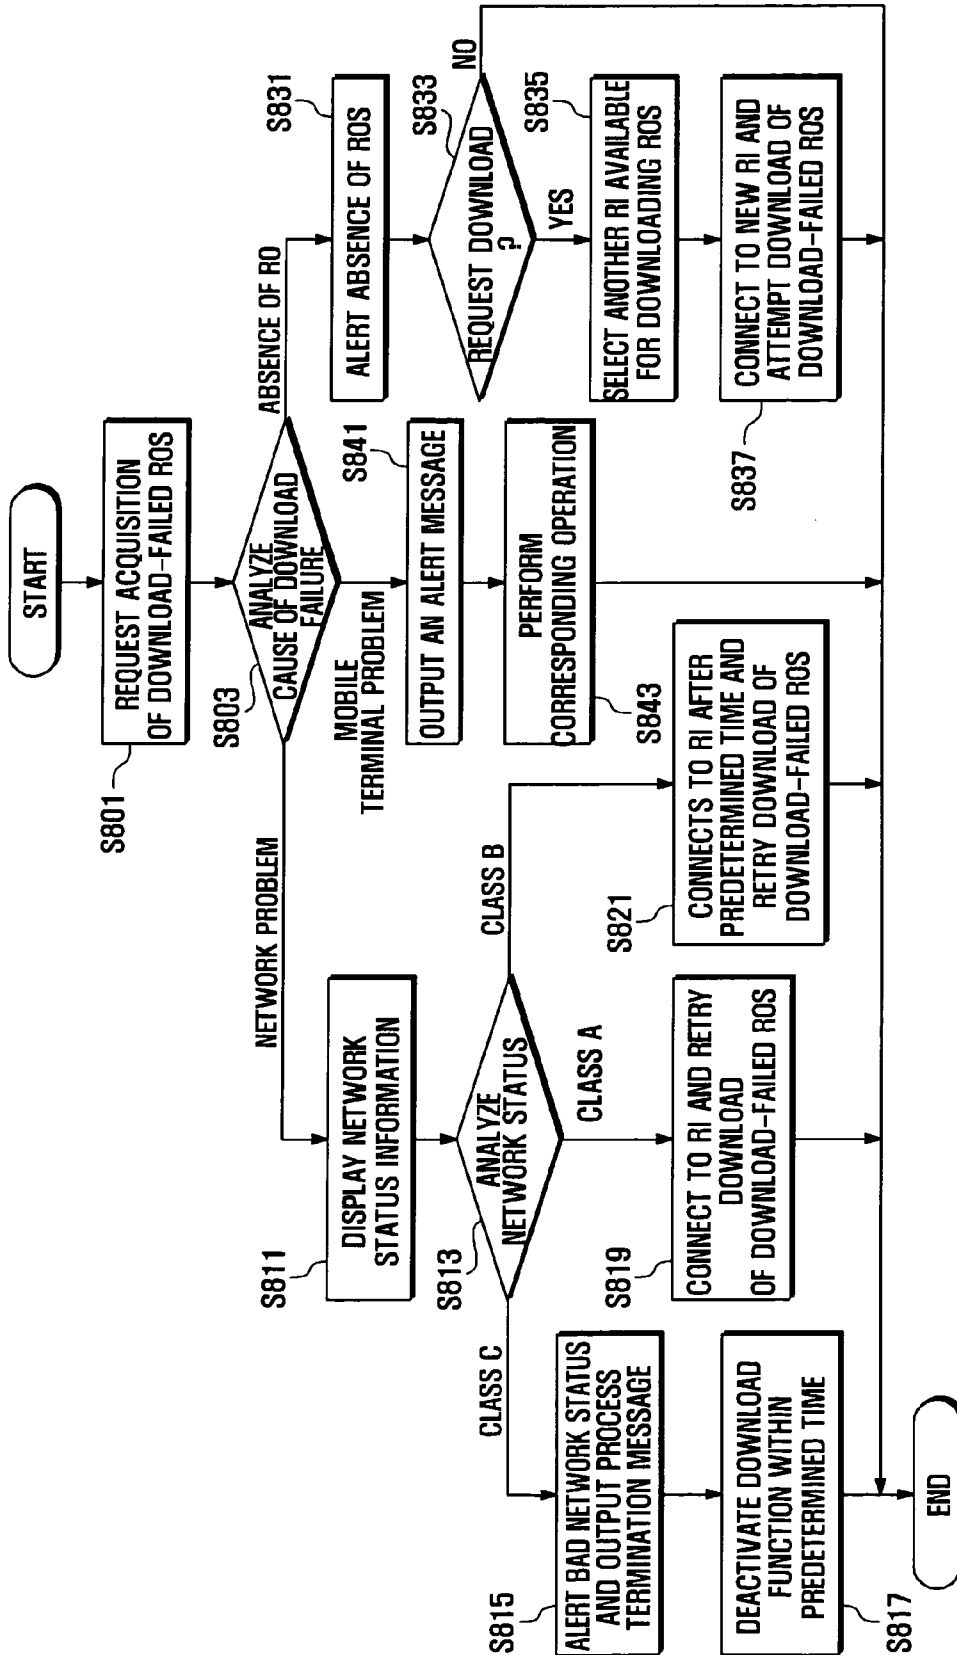 START
S801
REQUEST ACQUISITION
OF DOWNLOAD-FAILED ROS
S803
ANALYZE
CAUSE OF DOWNLOAD
FAILURE
NETWORK PROBLEM
MOBILE
TERMINAL PROBLEM
ABSENCE OF RO
S811
DISPLAY NETWORK
STATUS INFORMATION
S813
ANALYZE
NETWORK STATUS
CLASS C
CLASS A
CLASS B
S815
ALERT BAD NETWORK STATUS
AND OUTPUT PROCESS
TERMINATION MESSAGE
S817
DEACTIVATE DOWNLOAD
FUNCTION WITHIN
PREDETERMINED TIME
S819
CONNECT TO RI AND RETRY
DOWNLOAD
OF DOWNLOAD-FAILED ROS
S821
CONNECTS TO RI AFTER
PREDETERMINED TIME AND
RETRY DOWNLOAD OF
DOWNLOAD-FAILED ROS
S841
OUTPUT AN ALERT MESSAGE
S843
PERFORM
CORRESPONDING OPERATION
S831
ALERT ABSENCE OF ROS
S833
REQUEST DOWNLOAD
?
NO
YES
S835
SELECT ANOTHER RI AVAILABLE
FOR DOWNLOADING ROS
S837
CONNECT TO NEW RI AND
ATTEMPT DOWNLOAD OF
DOWNLOAD-FAILED ROS
END